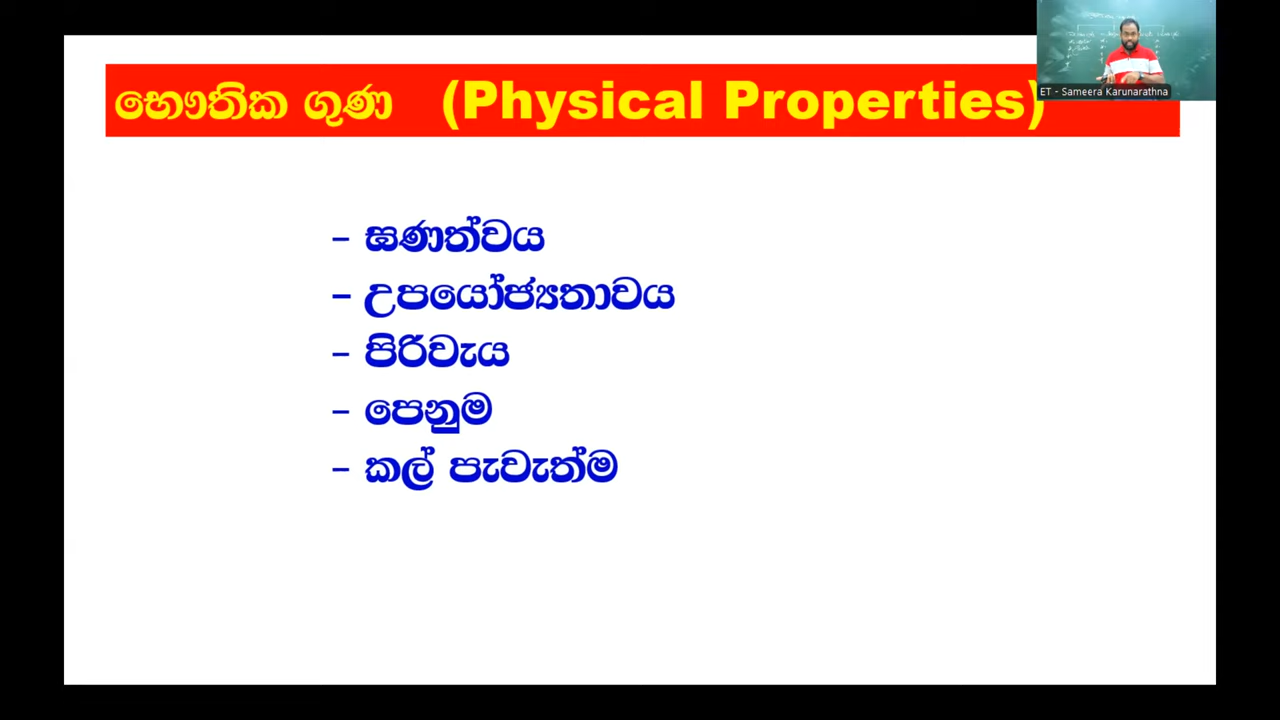 භෞතික ගුණ (Physical Properties)
ET - Sameera Karunarathna
- ඝණත්වය
- උපයෝජ්‍යතාවය
- පිරිවැය
- පෙනුම
- කල් පැවැත්ම